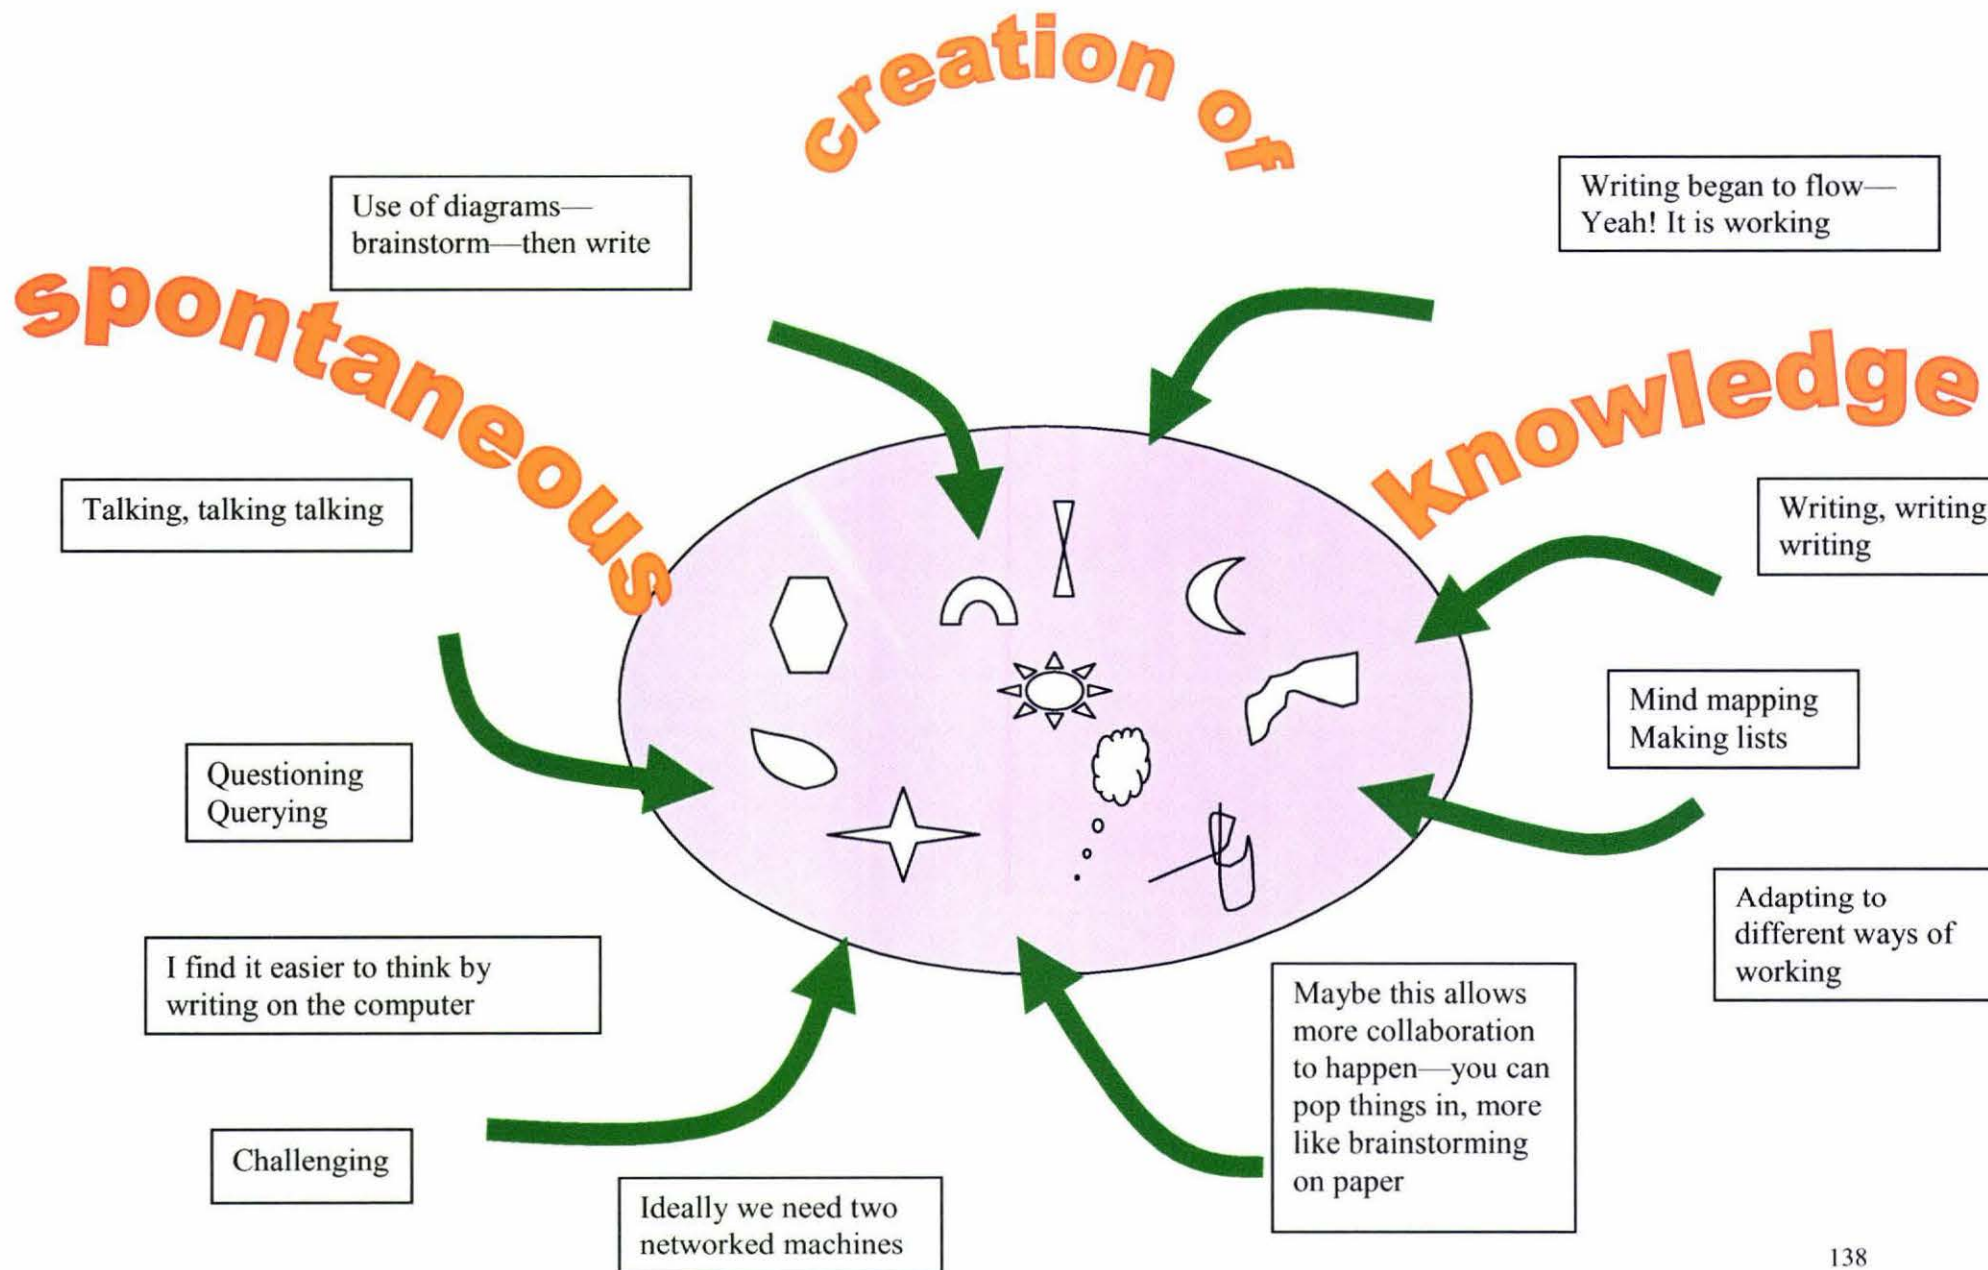 spontaneous
creation of
knowledge
Use of diagrams—
brainstorm—then write
Writing began to flow—
Yeah! It is working
Talking, talking talking
Writing, writing
writing
Questioning
Querying
Mind mapping
Making lists
I find it easier to think by
writing on the computer
Adapting to
different ways of
working
Challenging
Ideally we need two
networked machines
Maybe this allows
more collaboration
to happen—you can
pop things in, more
like brainstorming
on paper
138